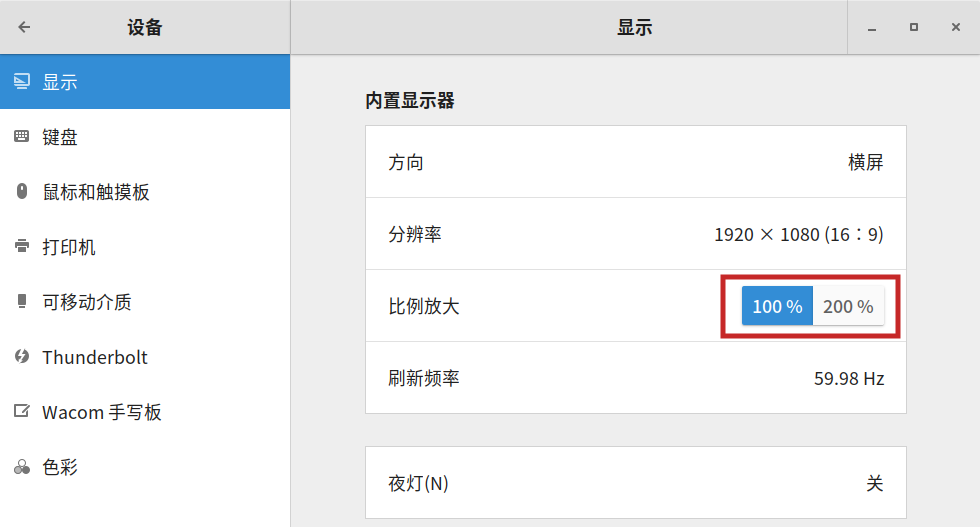 设备
显示
显示
键盘
鼠标和触摸板
打印机
可移动介质
Thunderbolt
Wacom 手写板
色彩
内置显示器
方向 横屏
分辨率 1920 × 1080 (16∶9)
比例放大 100 % 200 %
刷新频率 59.98 Hz
夜灯(N) 关